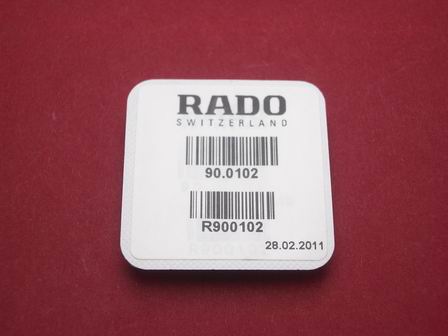 RADO
SWITZERLAND
90.0102
R900102
28.02.2011